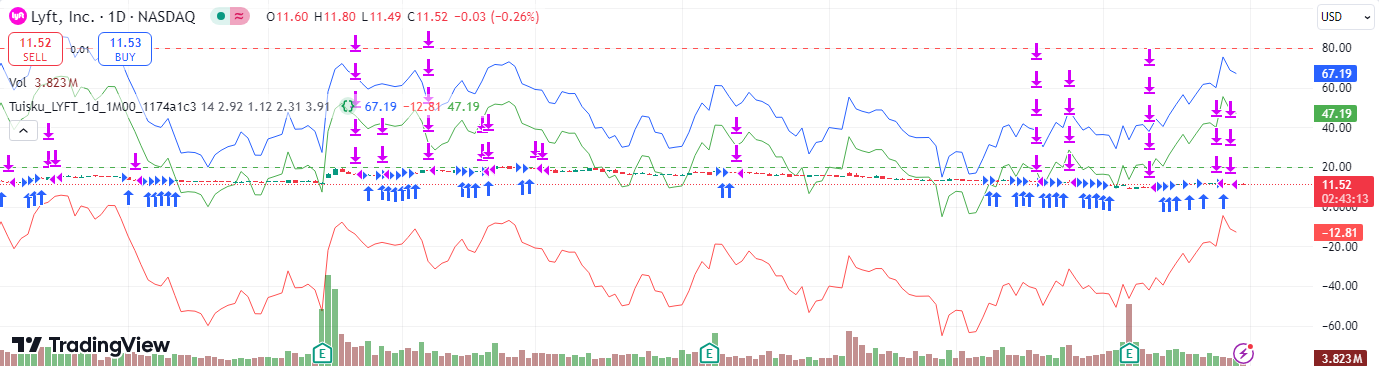 Lyft, Inc. · 1D · NASDAQ O11.60 H11.80 L11.49 C11.52 −0.03 (−0.26%)
USD
11.52
SELL
0.01
11.53
BUY
Vol 3.823 M
Tuisku_LYFT_1d_1M00_1174a1c3 14 2.92 1.12 2.31 3.91 67.19 −12.81 47.19
80.00
67.19
60.00
47.19
40.00
20.00
11.52
02:43:13
0.0000
−12.81
−20.00
−40.00
−60.00
3.823 M
E
E
E
TradingView